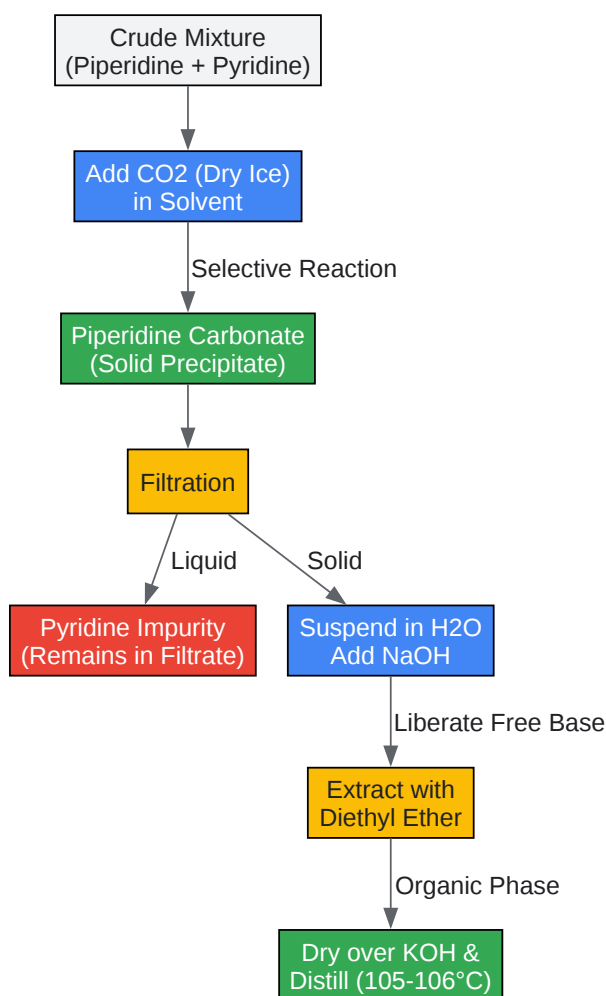 Crude Mixture
(Piperidine + Pyridine)
Add CO2 (Dry Ice)
in Solvent
Selective Reaction
Piperidine Carbonate
(Solid Precipitate)
Filtration
Liquid
Solid
Pyridine Impurity
(Remains in Filtrate)
Suspend in H2O
Add NaOH
Liberate Free Base
Extract with
Diethyl Ether
Organic Phase
Dry over KOH &
Distill (105-106°C)